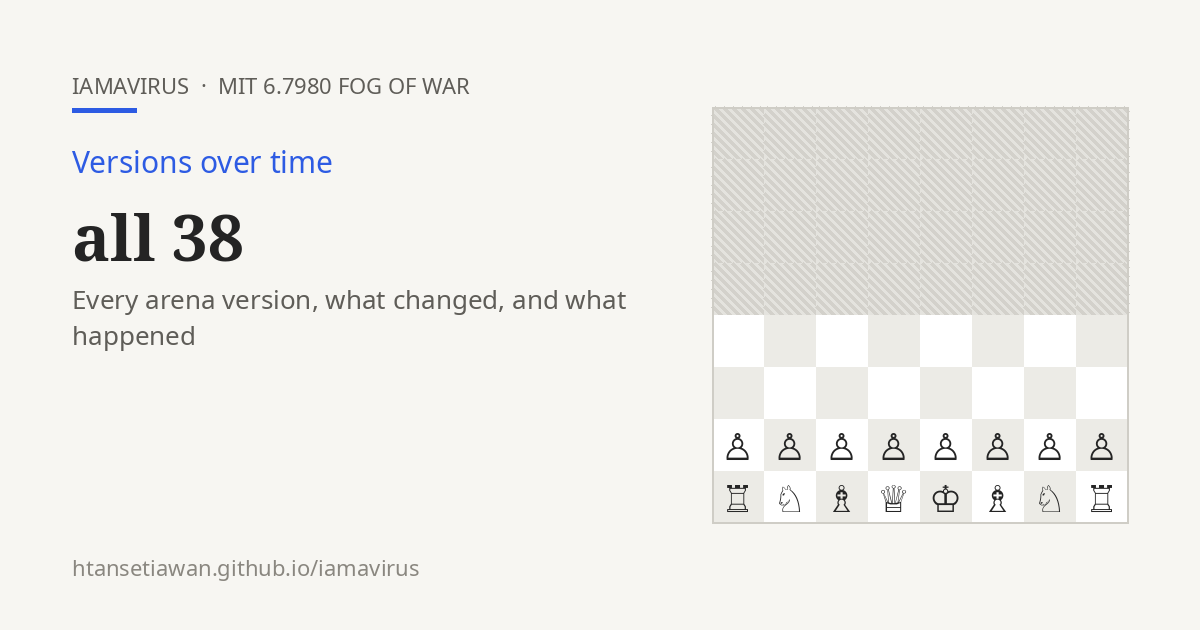 IAMAVIRUS · MIT 6.7980 FOG OF WAR
Versions over time
all 38
Every arena version, what changed, and what
happened
htansetiawan.github.io/iamavirus